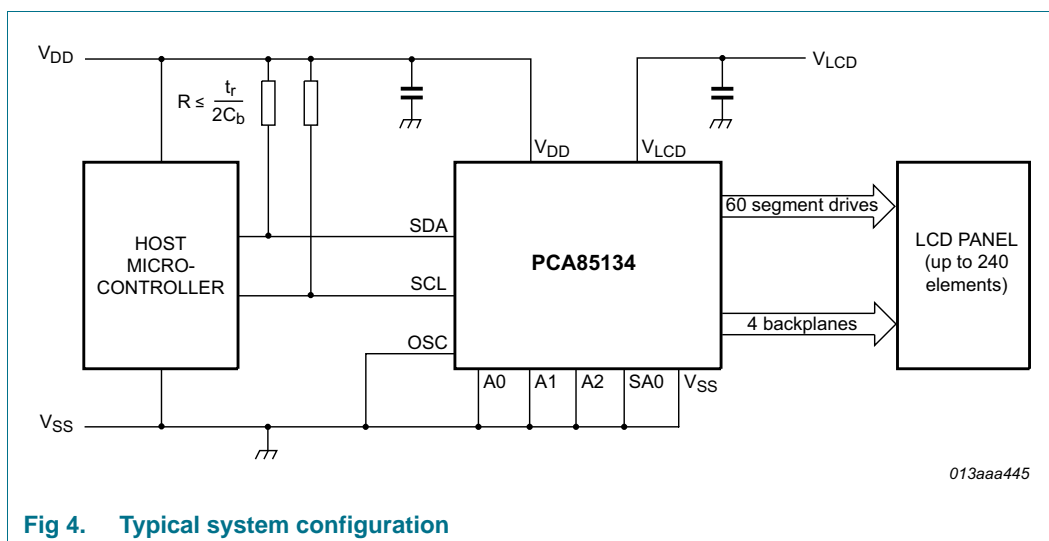 VDD
VLCD
R ≤ tr
2Cb
VDD
VLCD
HOST
MICRO-
CONTROLLER
SDA
SCL
OSC
PCA85134
60 segment drives
4 backplanes
LCD PANEL
(up to 240
elements)
A0 A1 A2 SA0 VSS
VSS
013aaa445
Fig 4. Typical system configuration